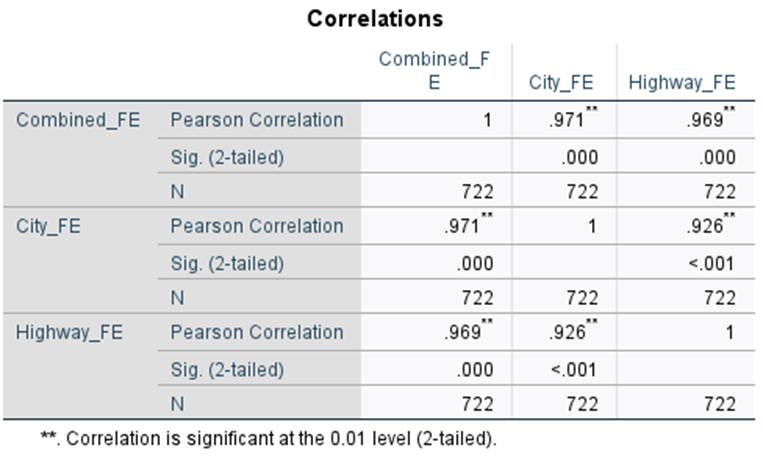 Correlations
Combined_F
E City_FE Highway_FE
Combined_FE Pearson Correlation 1 .971** .969**
Sig. (2-tailed) .000 .000
N 722 722 722
City_FE Pearson Correlation .971** 1 .926**
Sig. (2-tailed) .000 <.001
N 722 722 722
Highway_FE Pearson Correlation .969** .926** 1
Sig. (2-tailed) .000 <.001
N 722 722 722
**. Correlation is significant at the 0.01 level (2-tailed).